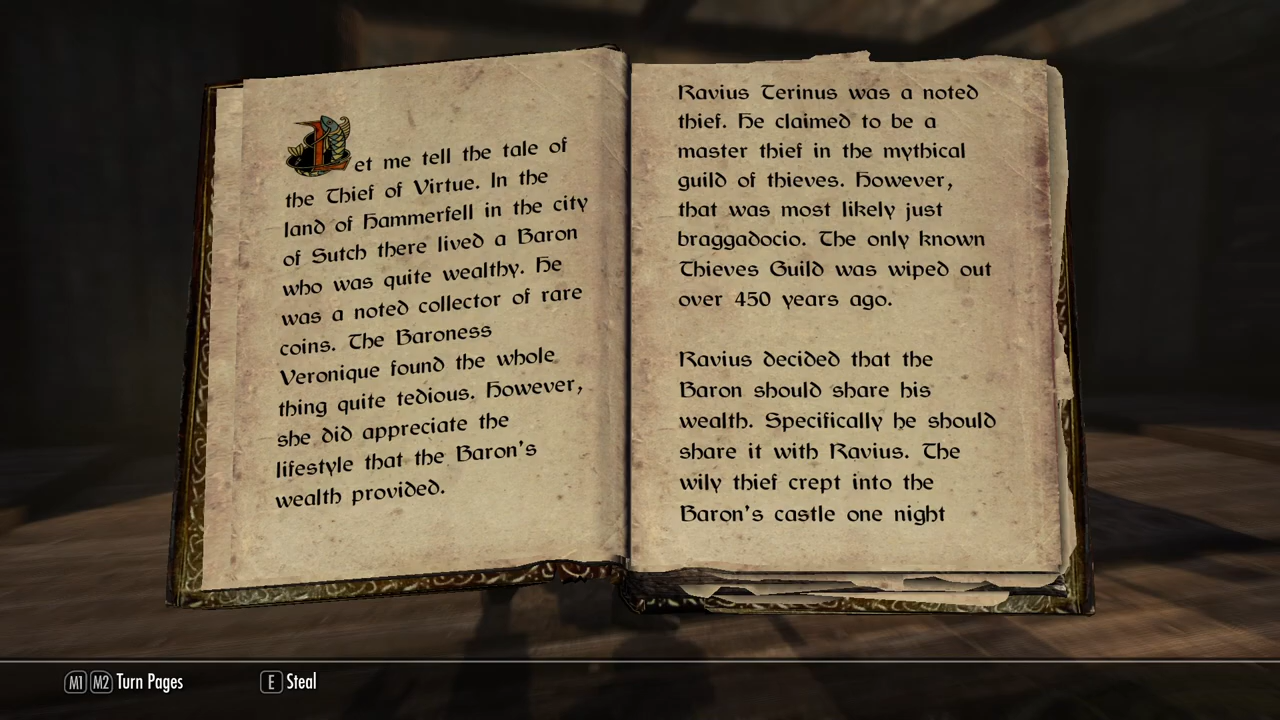 Let me tell the tale of
the Thief of Virtue. In the
land of Hammerfell in the city
of Sutch there lived a Baron
who was quite wealthy. He
was a noted collector of rare
coins. The Baroness
Veronique found the whole
thing quite tedious. However,
she did appreciate the
lifestyle that the Baron's
wealth provided.
Ravius Terinus was a noted
thief. He claimed to be a
master thief in the mythical
guild of thieves. However,
that was most likely just
braggadocio. The only known
Thieves Guild was wiped out
over 450 years ago.
Ravius decided that the
Baron should share his
wealth. Specifically he should
share it with Ravius. The
wily thief crept into the
Baron's castle one night
M1 M2 Turn Pages
E Steal